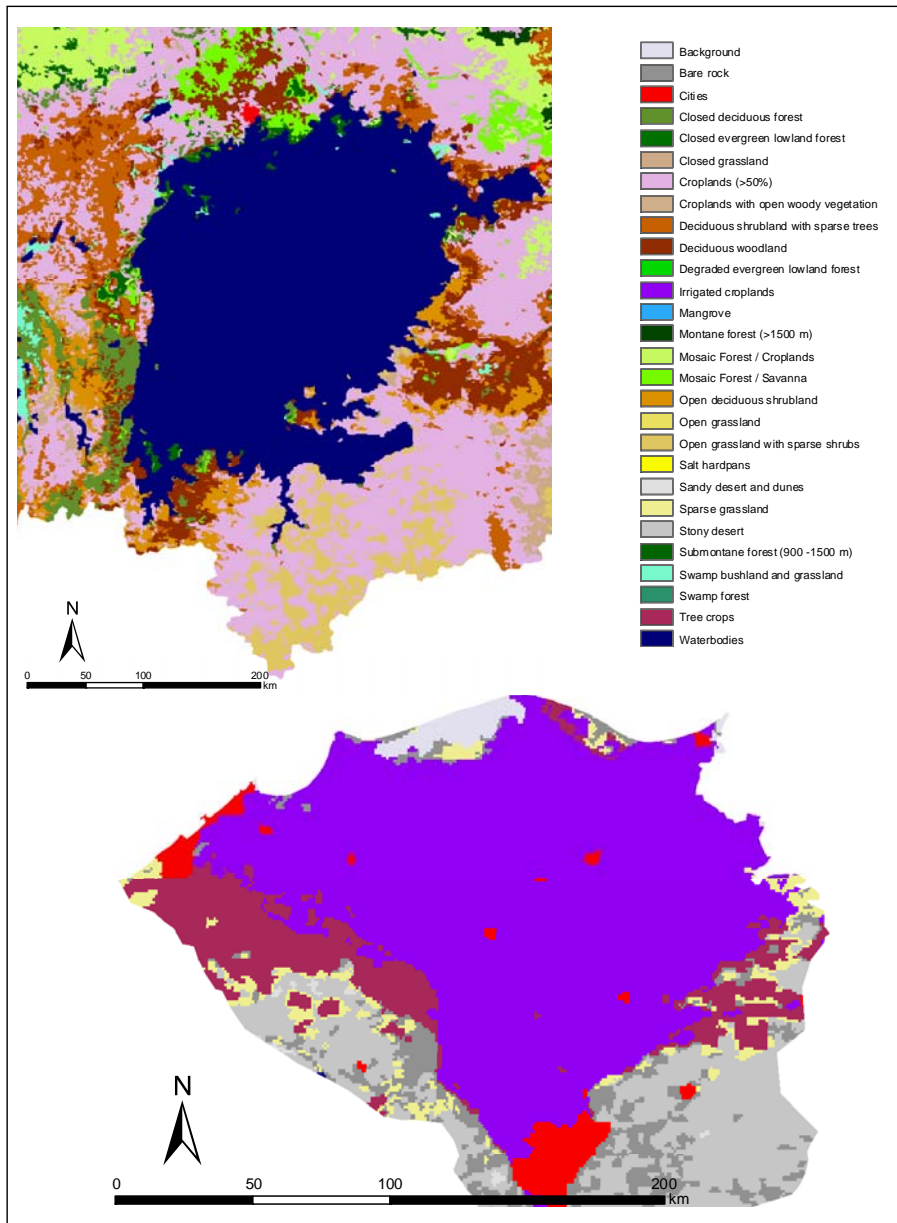 Background
Bare rock
Cities
Closed deciduous forest
Closed evergreen lowland forest
Closed grassland
Croplands (>50%)
Croplands with open woody vegetation
Deciduous shrubland with sparse trees
Deciduous woodland
Degraded evergreen lowland forest
Irrigated croplands
Mangrove
Montane forest (>1500 m)
Mosaic Forest / Croplands
Mosaic Forest / Savanna
Open deciduous shrubland
Open grassland
Open grassland with sparse shrubs
Salt hardpans
Sandy desert and dunes
Sparse grassland
Stony desert
Submontane forest (900 -1500 m)
Swamp bushland and grassland
Swamp forest
Tree crops
Waterbodies
N
0 50 100 200
km
N
0 50 100 200
km